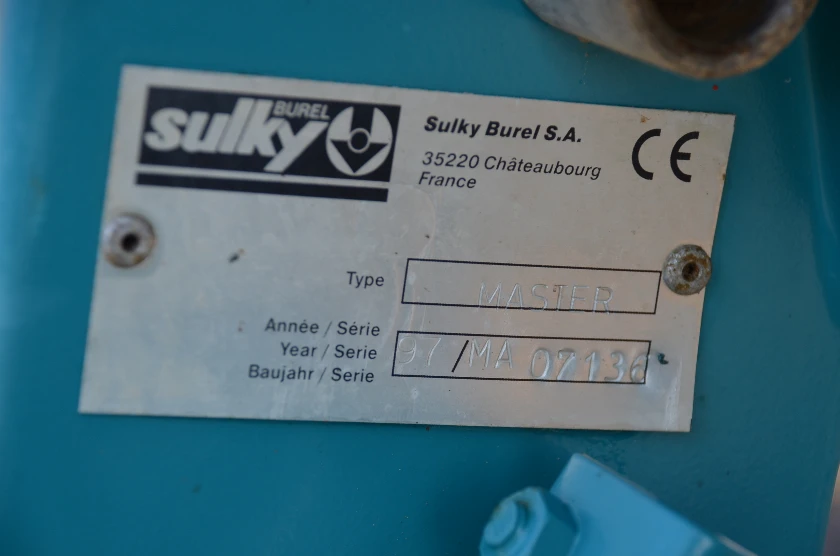 sulky BUREL
Sulky Burel S.A.
35220 Châteaubourg
France
CE
Type MASTER
Année / Série
Year / Serie 97/MA 07136
Baujahr / Serie